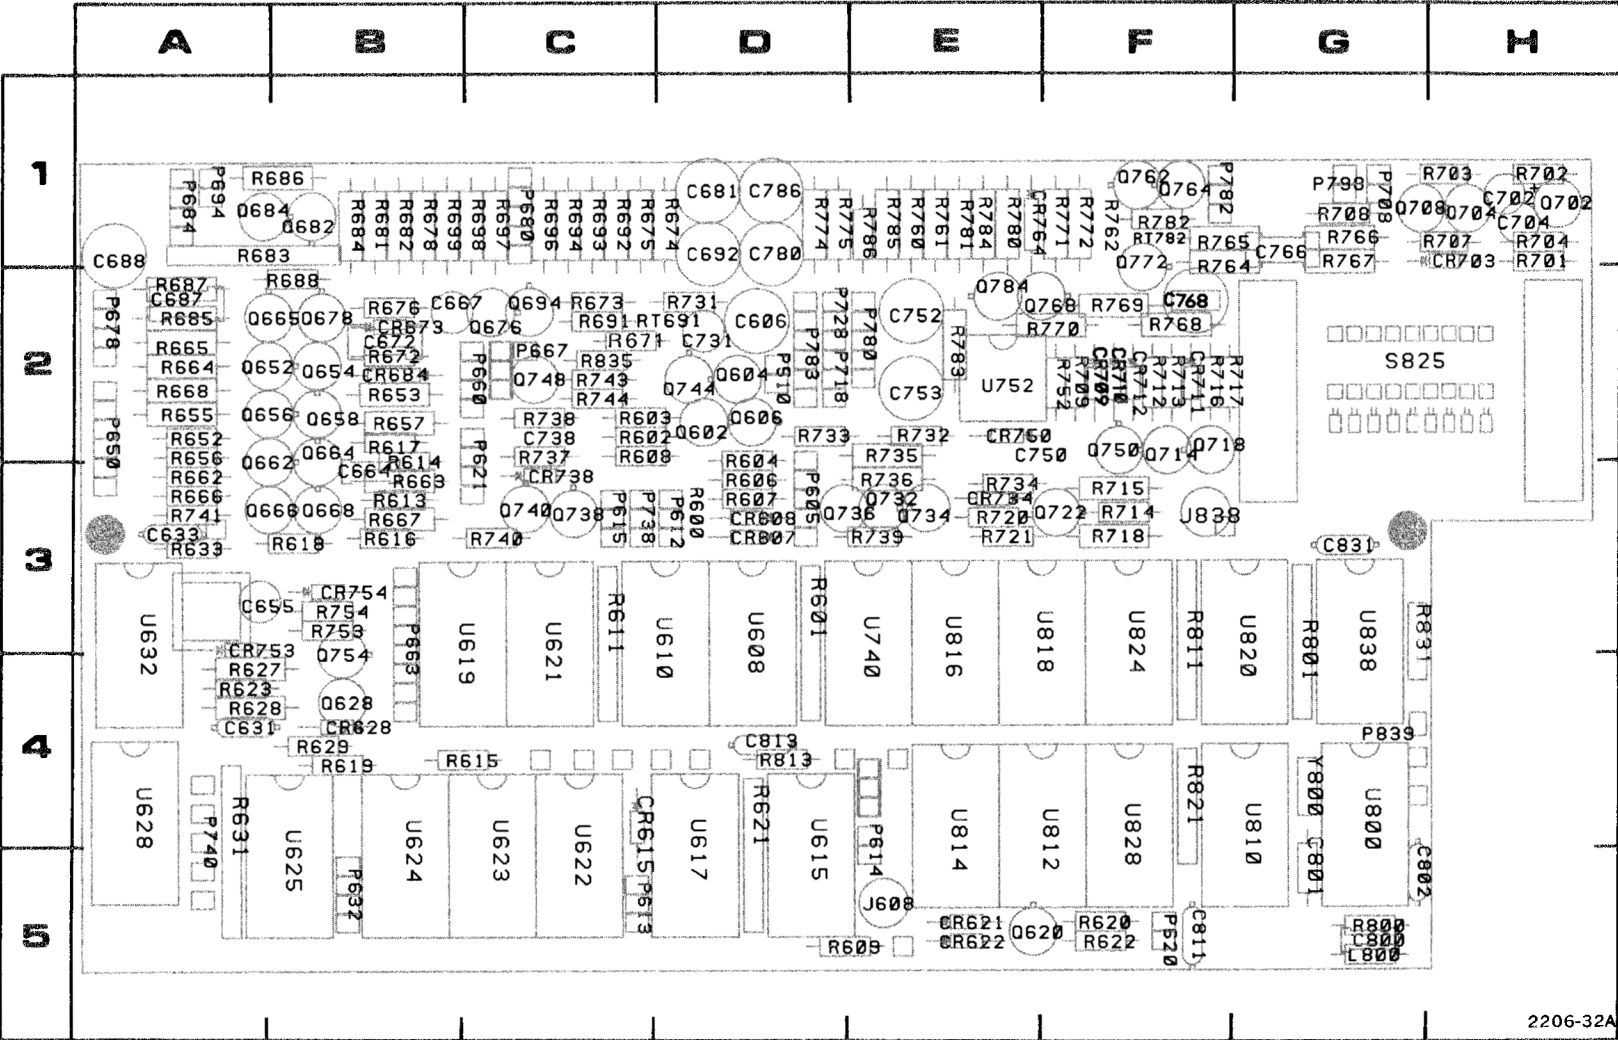 A B C D E F G H
1
P684 P694 R686 Q684 Q682 R683 C688
R684 R681 R682 R678 R699 R698 R697 P680 R696 R694 R693 R692 R675 R674
C681 C786 C692 C780
R774 R775 R786 R785 R760 R761 R781 R784 R780 CR764 R771 R772 R762
Q762 Q764 P782 R782 RT782 Q772 R765 R764 C766
P708 R708 R766 R767 Q708 R703 Q704 R707 CR703
R702 C702 Q702 C704 R704 R701
2
R687 C687 R685 P678 R688 Q665 Q678 R676 CR673 C672 R672 C667 Q676 Q694 R673 R691 RT691 R671 R731 C731 C606
R665 R664 R668 R655 Q652 Q654 CR684 R653 P660 P667 Q748 R835 R743 R744 Q744 Q604 P510 P783 P728 P718 P780
C752 C753 R783 Q784 Q768 R770 R769 C768 R768 U752
R752 R709 CR709 CR710 CR712 R712 R713 CR711 R716 R717
S825
P650 R652 R656 R662 R666 R741 Q656 Q658 R657 R617 Q662 Q664 C664 R614 R663 P621
R738 C738 R737 CR738 R603 R602 R608 Q602 Q606 R733 R732 R735 CR750 C750 Q750 Q714 Q718
3
Q666 Q668 R613 R667 R616 R618 C633 R633 Q740 Q738 R740 P615 P738 P612 R600
R604 R606 R607 CR608 CR807 P605 Q736 Q732 R736 Q734 R739 R734 CR734 R720 R721 Q722
R715 R714 R718 J838 C831
U632 C655 CR754 R754 R753 Q754 CR753 P663 U619 U621 R611 U610 U608 R601 U740 U816 U818 U824 R811 U820 R801 U838 R831
4
R627 R623 R628 C631 Q628 CR628 R629 R619 R615 C813 R813 P839
U628 P740 R631 U625 P632 U624 U623 U622 CR615 P613 U617 R621 U615 P614 U814 U812 U828 R821 U810 Y800 C801 U800 C802
5
J608 R609 CR621 CR622 Q620 R620 R622 P620 C811 R800 C800 L800
2206-32A